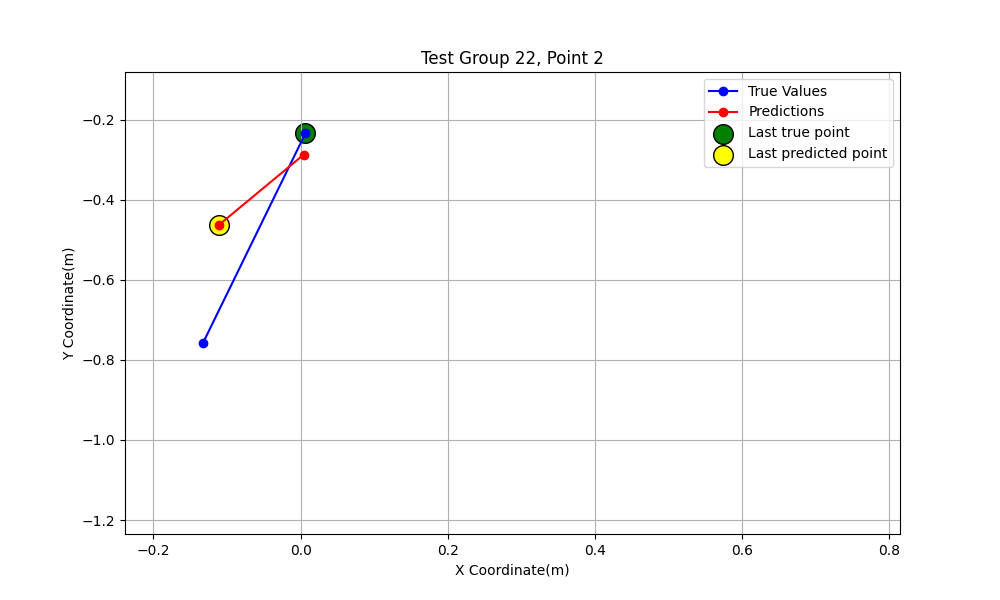 Test Group 22, Point 2
True Values
Predictions
Last true point
Last predicted point
−0.2
−0.4
−0.6
−0.8
−1.0
−1.2
Y Coordinate(m)
−0.2 0.0 0.2 0.4 0.6 0.8
X Coordinate(m)